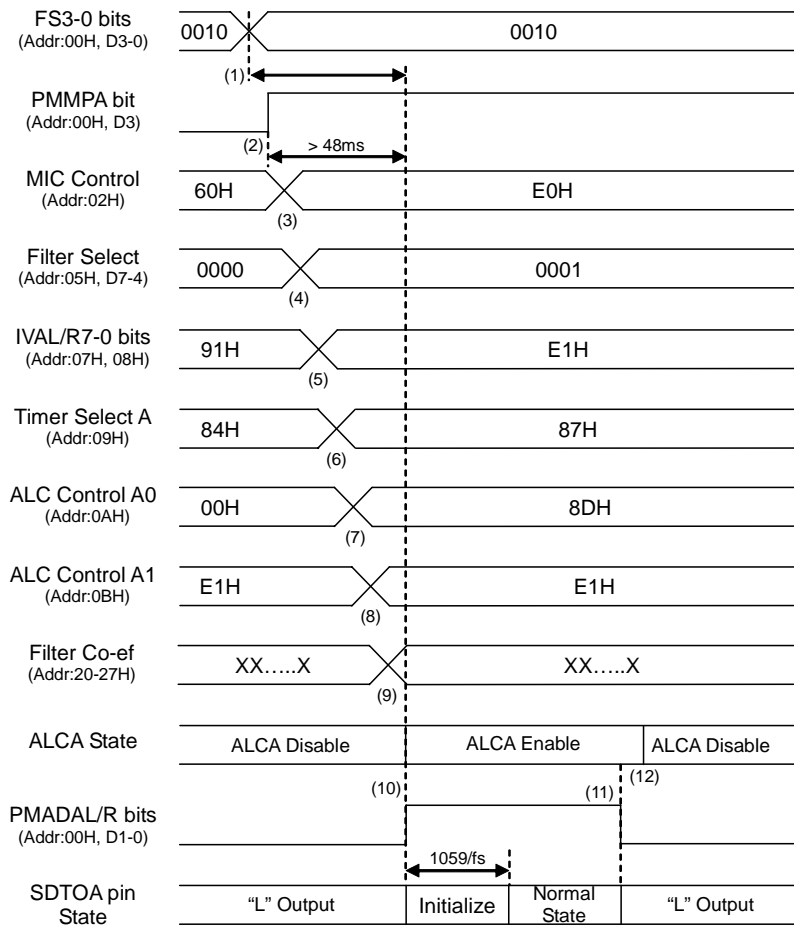 FS3-0 bits
(Addr:00H, D3-0)
0010
0010
(1)
PMMPA bit
(Addr:00H, D3)
(2)
> 48ms
MIC Control
(Addr:02H)
60H
E0H
(3)
Filter Select
(Addr:05H, D7-4)
0000
0001
(4)
IVAL/R7-0 bits
(Addr:07H, 08H)
91H
E1H
(5)
Timer Select A
(Addr:09H)
84H
87H
(6)
ALC Control A0
(Addr:0AH)
00H
8DH
(7)
ALC Control A1
(Addr:0BH)
E1H
E1H
(8)
Filter Co-ef
(Addr:20-27H)
XX…..X
XX…..X
(9)
ALCA State
ALCA Disable
ALCA Enable
ALCA Disable
(10)
(11)
(12)
PMADAL/R bits
(Addr:00H, D1-0)
1059/fs
SDTOA pin
State
“L” Output
Initialize
Normal
State
“L” Output